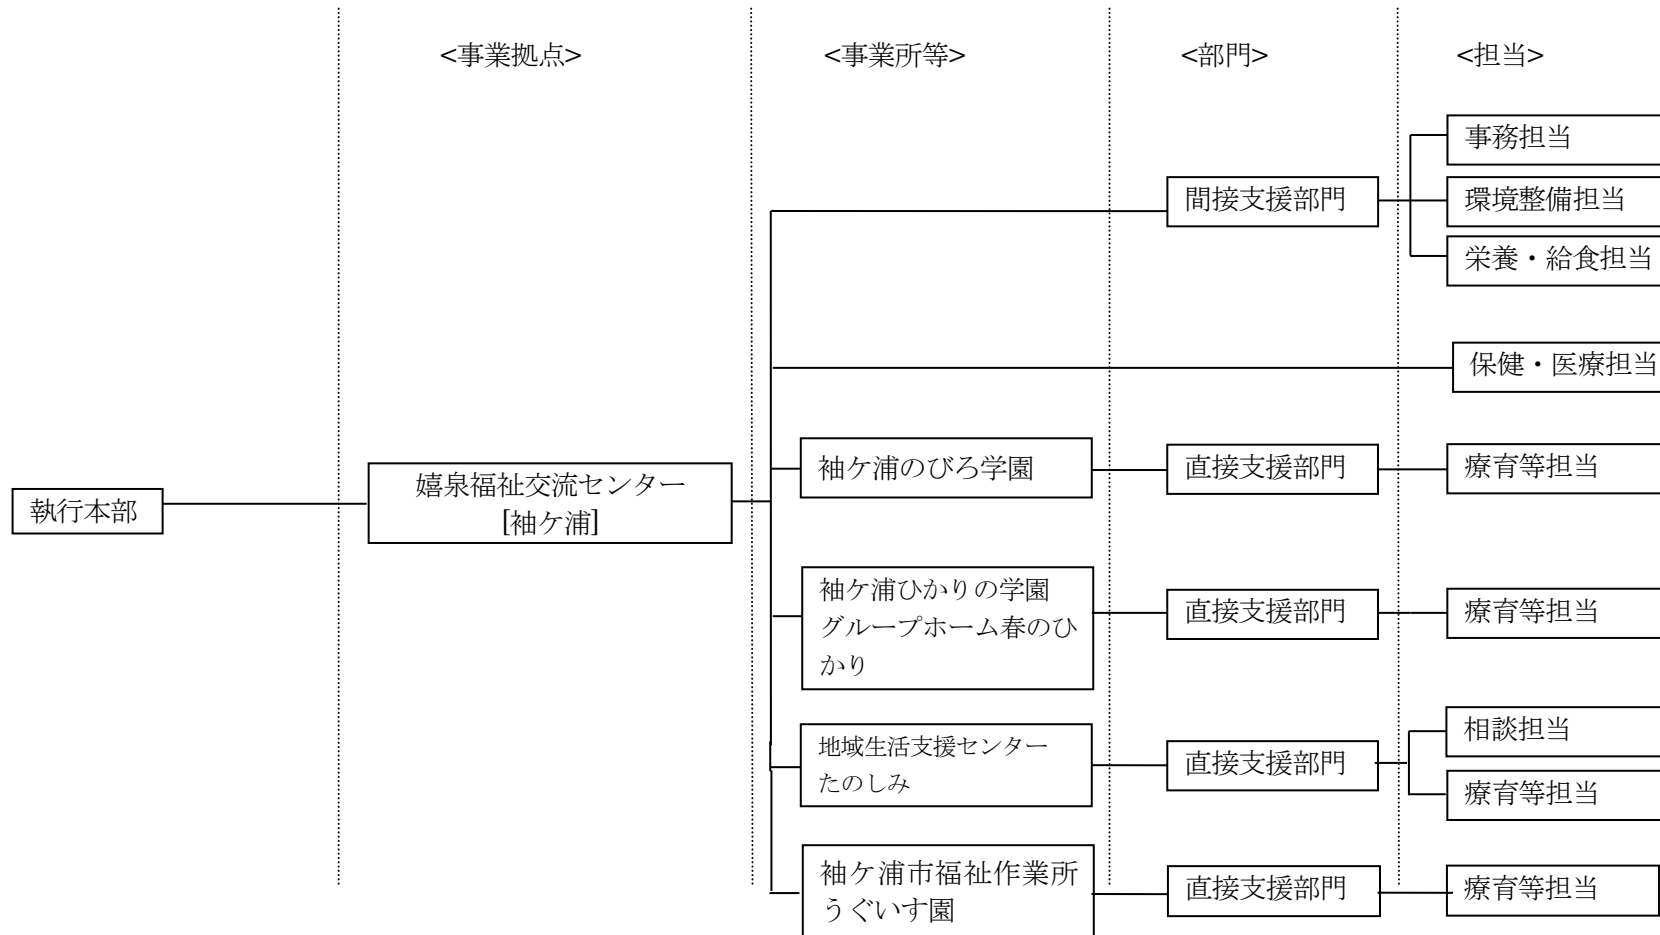 <事業拠点>
<事業所等>
<部門>
<担当>
事務担当
間接支援部門
環境整備担当
栄養・給食担当
保健・医療担当
執行本部
嬉泉福祉交流センター
[袖ケ浦]
袖ケ浦のびろ学園
直接支援部門
療育等担当
袖ケ浦ひかりの学園
グループホーム春のひ
かり
直接支援部門
療育等担当
地域生活支援センター
たのしみ
直接支援部門
相談担当
療育等担当
袖ケ浦市福祉作業所
うぐいす園
直接支援部門
療育等担当